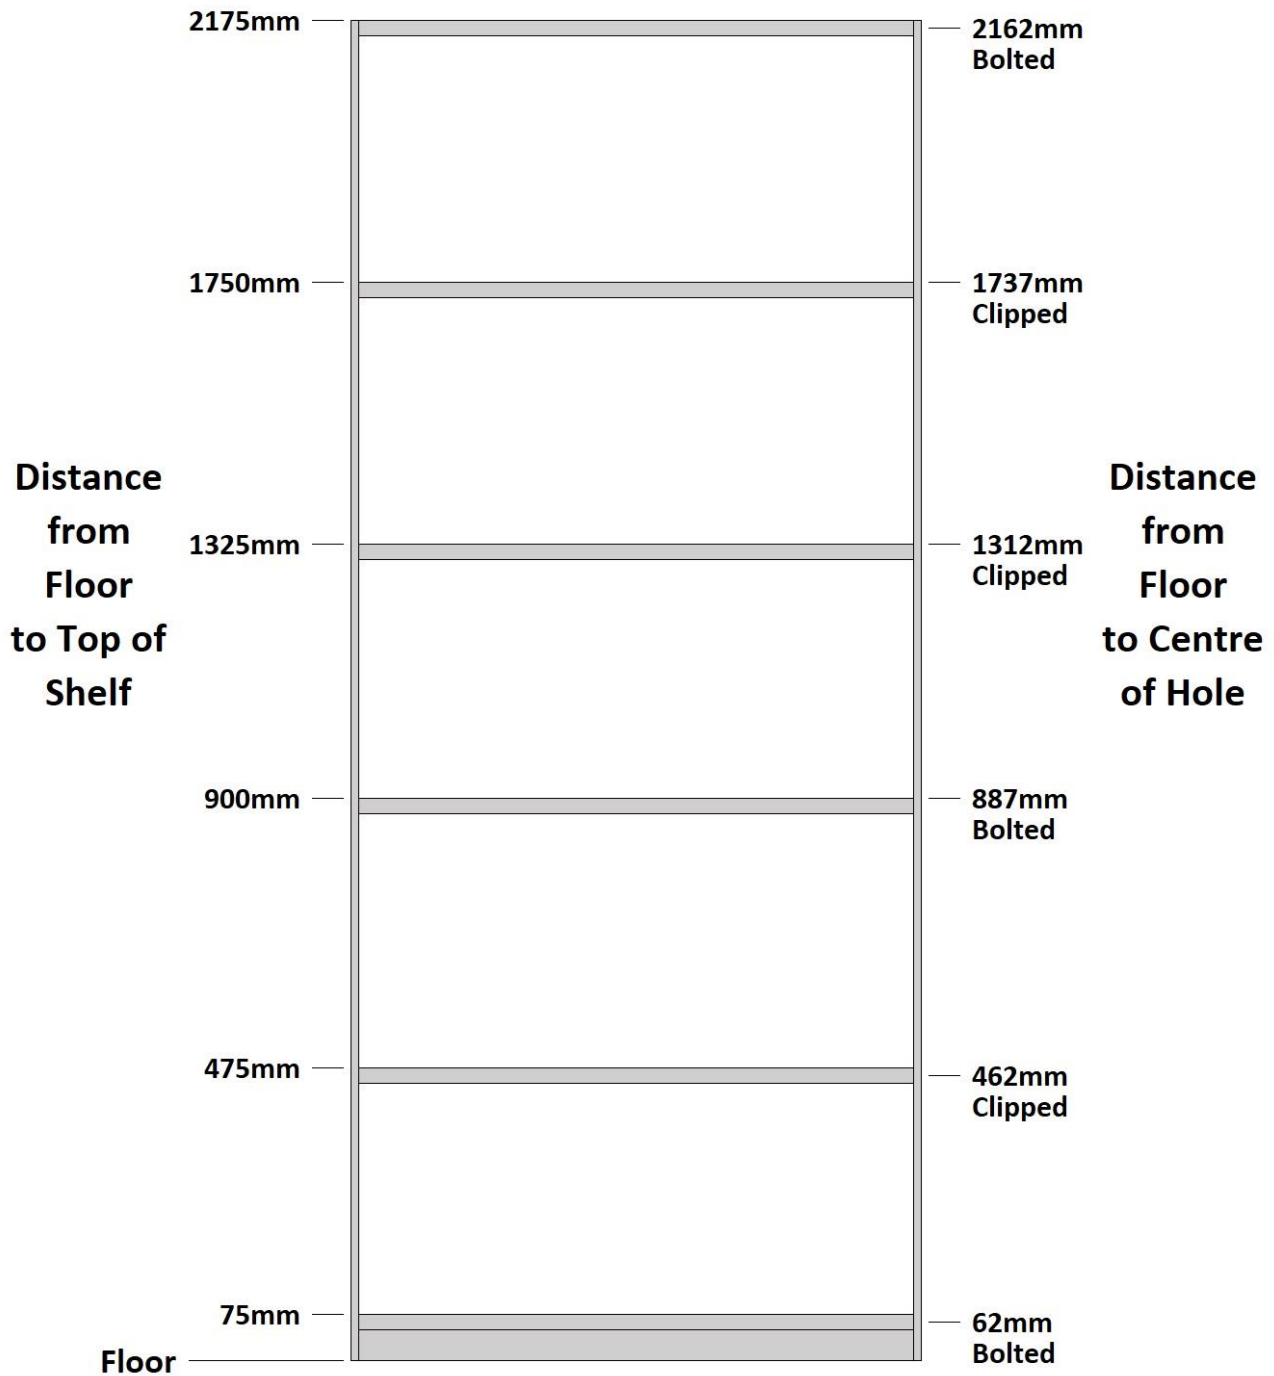 2175mm
2162mm
Bolted
1750mm
1737mm
Clipped
Distance
from
Floor
to Top of
Shelf
1325mm
1312mm
Clipped
Distance
from
Floor
to Centre
of Hole
900mm
887mm
Bolted
475mm
462mm
Clipped
75mm
62mm
Bolted
Floor